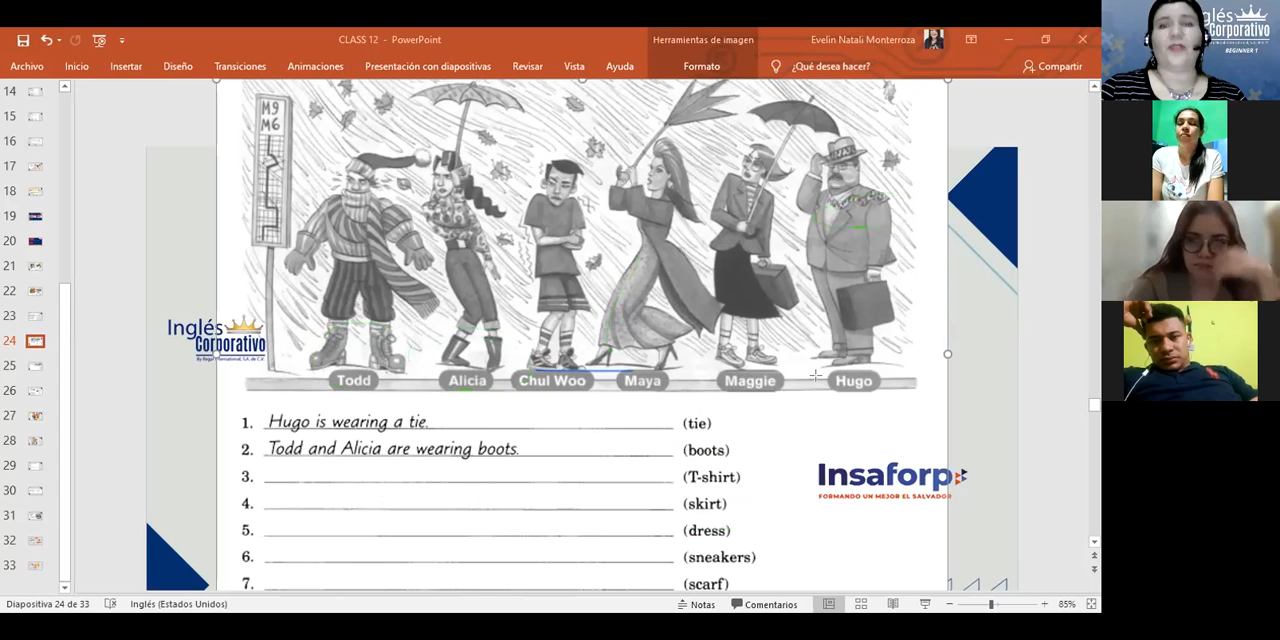 CLASS 12 - PowerPoint
Herramientas de imagen
Evelin Natali Monterroza
Archivo
Inicio
Insertar
Diseño
Transiciones
Animaciones
Presentación con diapositivas
Revisar
Vista
Ayuda
Formato
¿Qué desea hacer?
Compartir
14
15
16
17
18
19
20
21
22
23
24
25
26
27
28
29
30
31
32
33
M9
M6
Inglés
Corporativo
Todd
Alicia
Chul Woo
Maya
Maggie
Hugo
1. Hugo is wearing a tie. (tie)
2. Todd and Alicia are wearing boots. (boots)
3. (T-shirt)
4. (skirt)
5. (dress)
6. (sneakers)
7. (scarf)
Insaforp
FORMANDO UN MEJOR EL SALVADOR
Diapositiva 24 de 33
Inglés (Estados Unidos)
Notas
Comentarios
85%
glés
Corporativo
BEGINNER 1